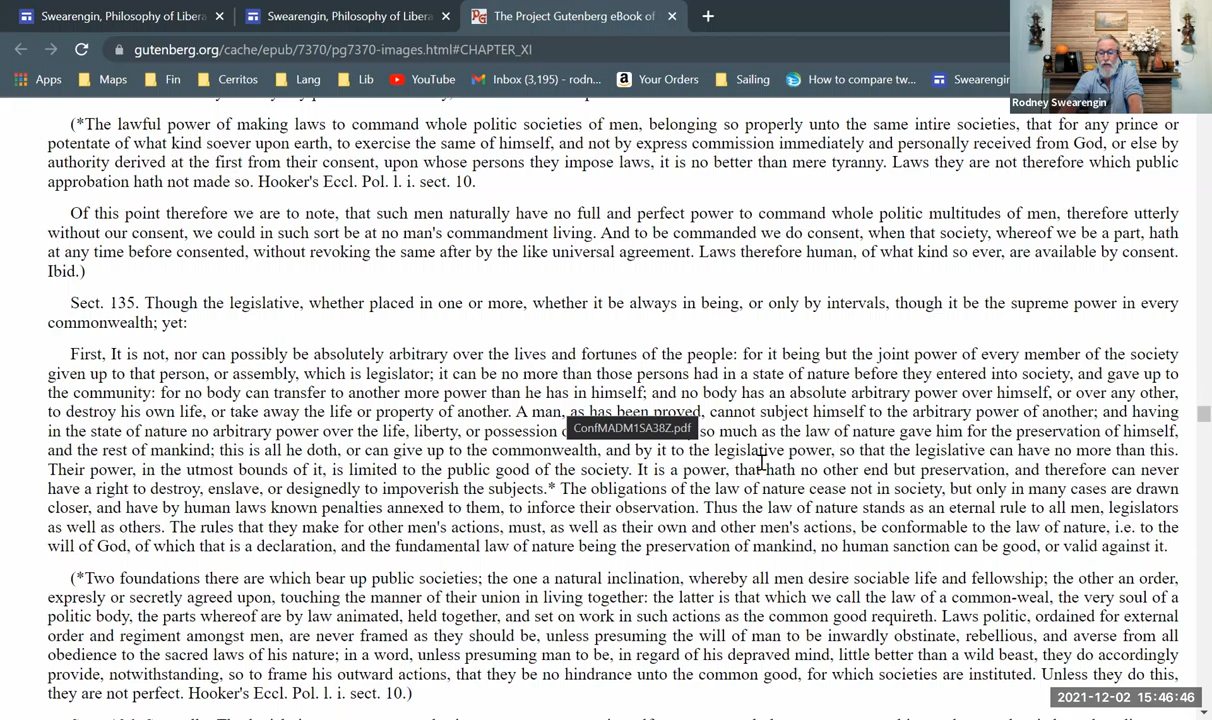 Swearengin, Philosophy of Libera
Swearengin, Philosophy of Libera
The Project Gutenberg eBook of
gutenberg.org/cache/epub/7370/pg7370-images.html#CHAPTER_XI
Apps Maps Fin Cerritos Lang Lib YouTube Inbox (3,195) - rodn... Your Orders Sailing How to compare tw... Swearengin
Rodney Swearengin
(*The lawful power of making laws to command whole politic societies of men, belonging so properly unto the same intire societies, that for any prince or
potentate of what kind soever upon earth, to exercise the same of himself, and not by express commission immediately and personally received from God, or else by
authority derived at the first from their consent, upon whose persons they impose laws, it is no better than mere tyranny. Laws they are not therefore which public
approbation hath not made so. Hooker's Eccl. Pol. l. i. sect. 10.
Of this point therefore we are to note, that such men naturally have no full and perfect power to command whole politic multitudes of men, therefore utterly
without our consent, we could in such sort be at no man's commandment living. And to be commanded we do consent, when that society, whereof we be a part, hath
at any time before consented, without revoking the same after by the like universal agreement. Laws therefore human, of what kind so ever, are available by consent.
Ibid.)
Sect. 135. Though the legislative, whether placed in one or more, whether it be always in being, or only by intervals, though it be the supreme power in every
commonwealth; yet:
First, It is not, nor can possibly be absolutely arbitrary over the lives and fortunes of the people: for it being but the joint power of every member of the society
given up to that person, or assembly, which is legislator; it can be no more than those persons had in a state of nature before they entered into society, and gave up to
the community: for no body can transfer to another more power than he has in himself; and no body has an absolute arbitrary power over himself, or over any other,
to destroy his own life, or take away the life or property of another. A man, as has been proved, cannot subject himself to the arbitrary power of another; and having
in the state of nature no arbitrary power over the life, liberty, or possession so much as the law of nature gave him for the preservation of himself,
ConfMADM1SA38Z.pdf
and the rest of mankind; this is all he doth, or can give up to the commonwealth, and by it to the legislative power, so that the legislative can have no more than this.
Their power, in the utmost bounds of it, is limited to the public good of the society. It is a power, that hath no other end but preservation, and therefore can never
have a right to destroy, enslave, or designedly to impoverish the subjects.* The obligations of the law of nature cease not in society, but only in many cases are drawn
closer, and have by human laws known penalties annexed to them, to inforce their observation. Thus the law of nature stands as an eternal rule to all men, legislators
as well as others. The rules that they make for other men's actions, must, as well as their own and other men's actions, be conformable to the law of nature, i.e. to the
will of God, of which that is a declaration, and the fundamental law of nature being the preservation of mankind, no human sanction can be good, or valid against it.
(*Two foundations there are which bear up public societies; the one a natural inclination, whereby all men desire sociable life and fellowship; the other an order,
expresly or secretly agreed upon, touching the manner of their union in living together: the latter is that which we call the law of a common-weal, the very soul of a
politic body, the parts whereof are by law animated, held together, and set on work in such actions as the common good requireth. Laws politic, ordained for external
order and regiment amongst men, are never framed as they should be, unless presuming the will of man to be inwardly obstinate, rebellious, and averse from all
obedience to the sacred laws of his nature; in a word, unless presuming man to be, in regard of his depraved mind, little better than a wild beast, they do accordingly
provide, notwithstanding, so to frame his outward actions, that they be no hindrance unto the common good, for which societies are instituted. Unless they do this,
they are not perfect. Hooker's Eccl. Pol. l. i. sect. 10.)
2021-12-02 15:46:46